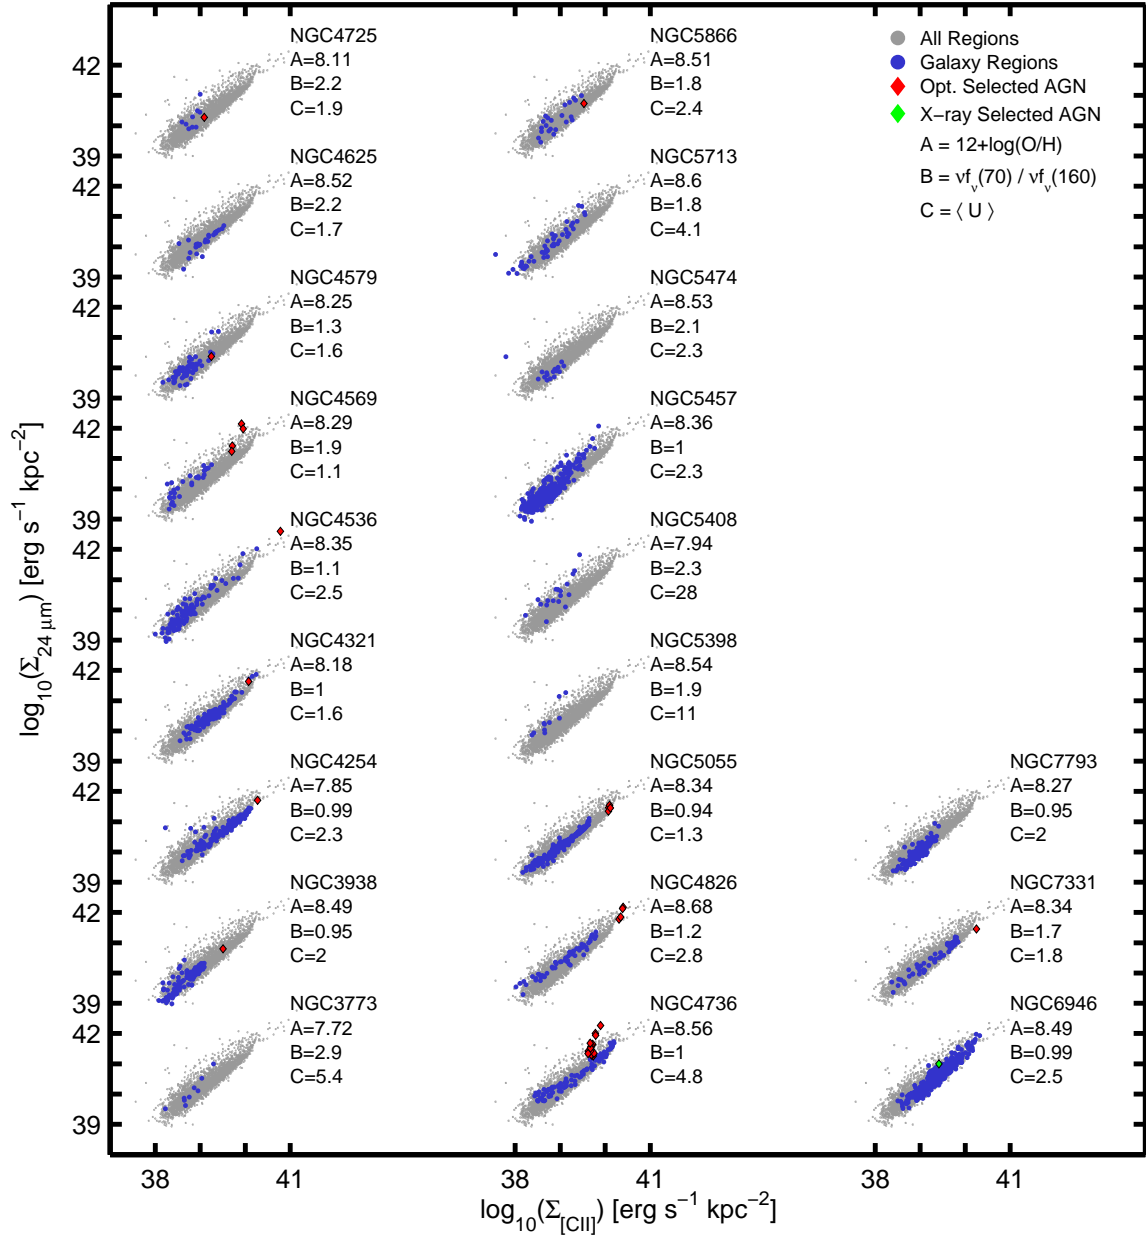 NGC4725
A=8.11
B=2.2
C=1.9
NGC4625
A=8.52
B=2.2
C=1.7
NGC4579
A=8.25
B=1.3
C=1.6
NGC4569
A=8.29
B=1.9
C=1.1
NGC4536
A=8.35
B=1.1
C=2.5
NGC4321
A=8.18
B=1
C=1.6
NGC4254
A=7.85
B=0.99
C=2.3
NGC3938
A=8.49
B=0.95
C=2
NGC3773
A=7.72
B=2.9
C=5.4
NGC5866
A=8.51
B=1.8
C=2.4
NGC5713
A=8.6
B=1.8
C=4.1
NGC5474
A=8.53
B=2.1
C=2.3
NGC5457
A=8.36
B=1
C=2.3
NGC5408
A=7.94
B=2.3
C=28
NGC5398
A=8.54
B=1.9
C=11
NGC5055
A=8.34
B=0.94
C=1.3
NGC4826
A=8.68
B=1.2
C=2.8
NGC4736
A=8.56
B=1
C=4.8
All Regions
Galaxy Regions
Opt. Selected AGN
X−ray Selected AGN
A = 12+log(O/H)
B = νf_ν(70) / νf_ν(160)
C = ⟨ U ⟩
NGC7793
A=8.27
B=0.95
C=2
NGC7331
A=8.34
B=1.7
C=1.8
NGC6946
A=8.49
B=0.99
C=2.5
42
39
42
39
42
39
42
39
42
39
42
39
42
39
42
39
42
39
38
41
38
41
38
41
log₁₀(Σ_[CII]) [erg s⁻¹ kpc⁻²]
log₁₀(Σ_24 μm) [erg s⁻¹ kpc⁻²]